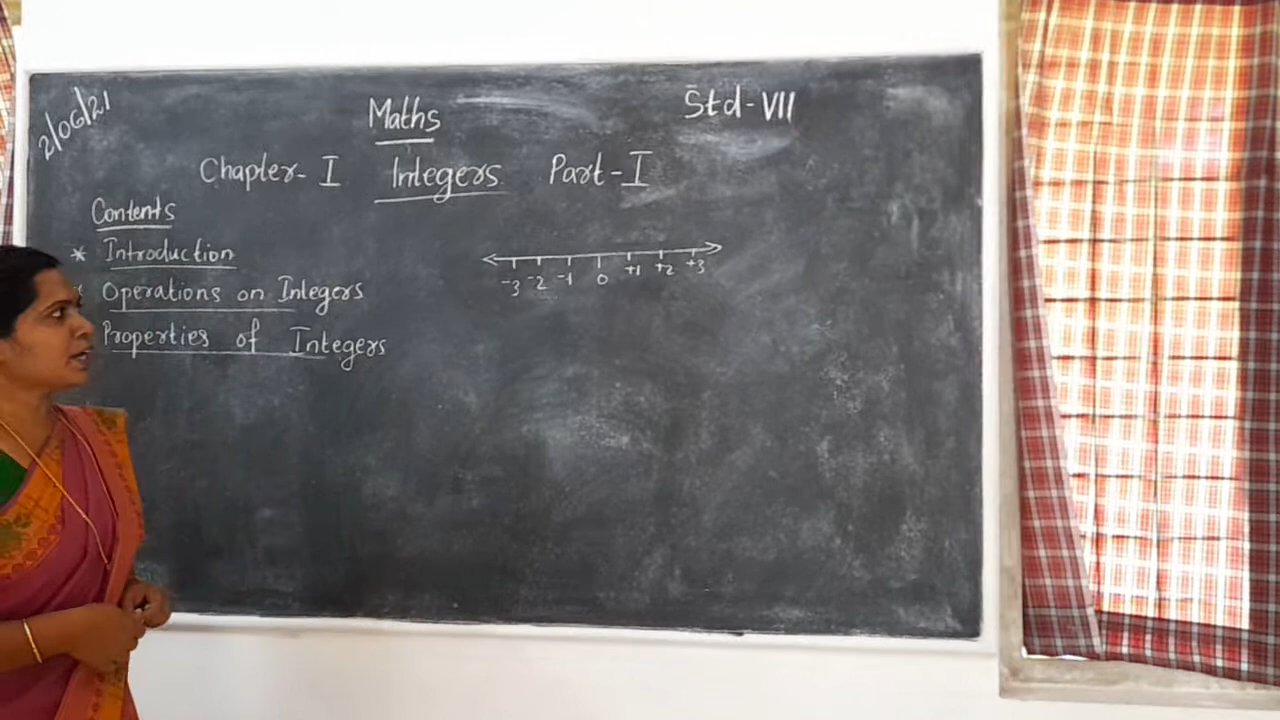 2/06/21
Maths
Std-VII
Chapter-I Integers Part-I
Contents
* Introduction
* Operations on Integers
Properties of Integers
-3 -2 -1 0 +1 +2 +3